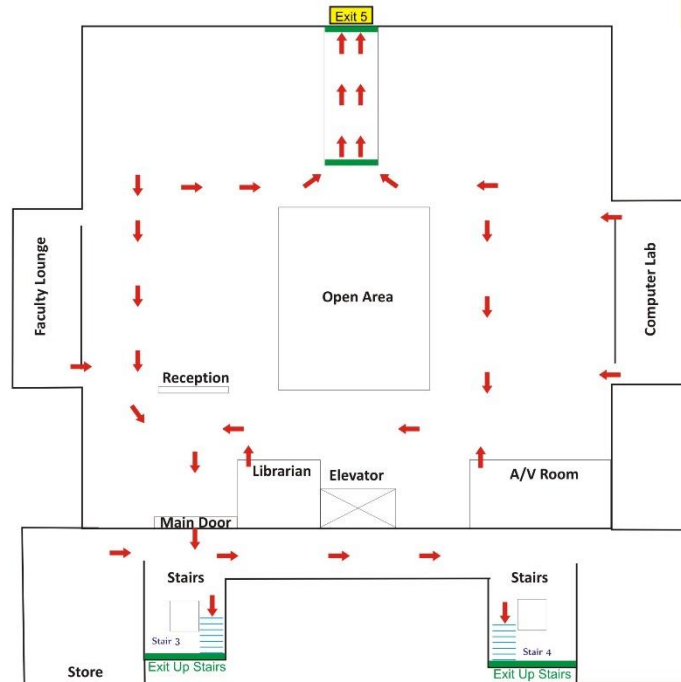 Exit 5
Faculty Lounge
Computer Lab
Open Area
Reception
Librarian
Elevator
A/V Room
Main Door
Stairs
Stairs
Stair 3
Stair 4
Exit Up Stairs
Exit Up Stairs
Store